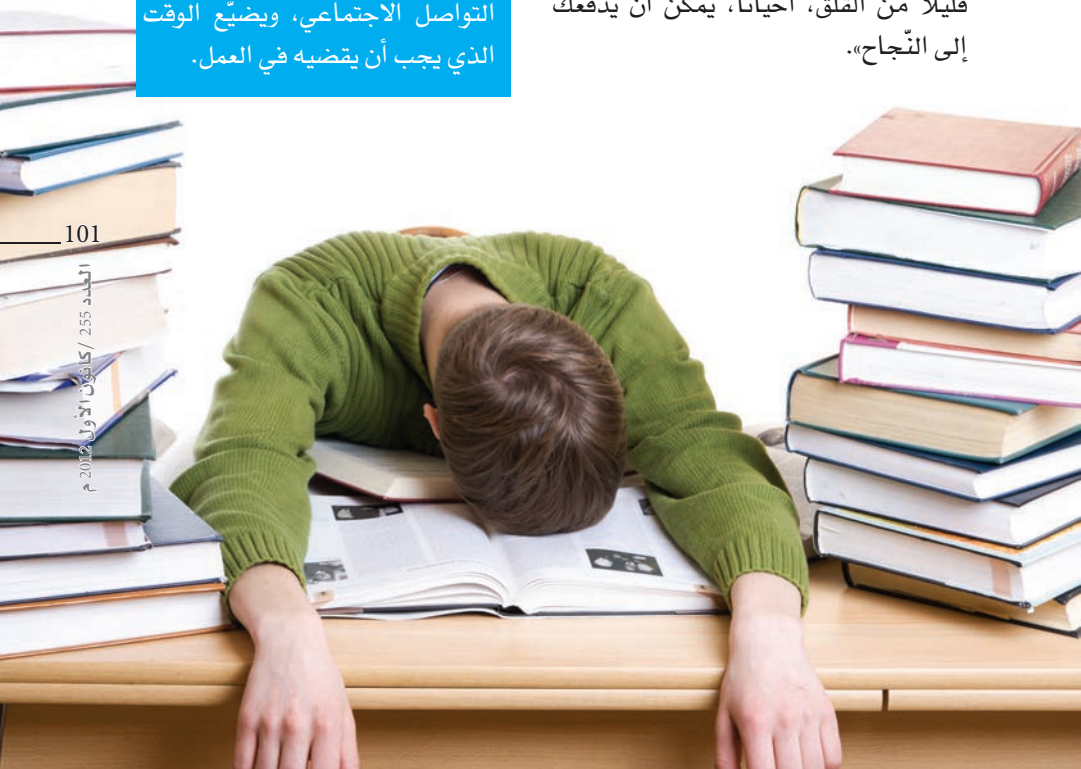 قليلاً من القلق، أحياناً، يمكن أن يدفعك
إلى النّجاح».
التواصل الاجتماعي، ويضيّع الوقت
الذي يجب أن يقضيه في العمل.
101
العدد 255 /كانون الأول 2012 م